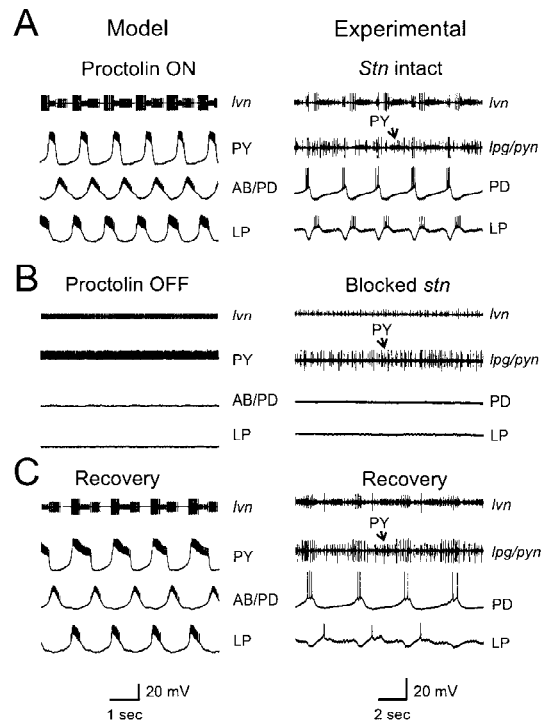 A
Model Experimental
Proctolin ON Stn intact
lvn lvn
PY
PY lpg/pyn
AB/PD PD
LP LP
B
Proctolin OFF Blocked stn
lvn lvn
PY
PY lpg/pyn
AB/PD PD
LP LP
C
Recovery Recovery
lvn lvn
PY
PY lpg/pyn
AB/PD PD
LP LP
20 mV 20 mV
1 sec 2 sec